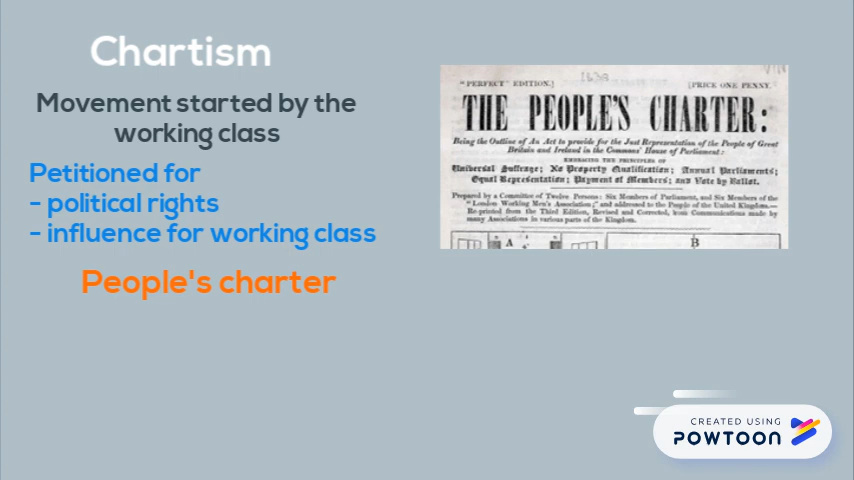 Chartism
Movement started by the
working class
Petitioned for
- political rights
- influence for working class
People's charter
"PERFECT" EDITION.] [PRICE ONE PENNY.
THE PEOPLE'S CHARTER:
Being the Outline of An Act to provide for the Just Representation of the People of Great
Britain and Ireland in the Commons' House of Parliament:
EMBRACING THE PRINCIPLES OF
Universal Suffrage; No Property Qualification; Annual Parliaments;
Equal Representation; Payment of Members; and Vote by Ballot.
Prepared by a Committee of Twelve Persons: Six Members of Parliament, and Six Members of the
"London Working Men's Association;" and addressed to the People of the United Kingdom.—
Re-printed from the Third Edition, Revised and Corrected, from Communications made by
many Associations in various parts of the Kingdom.
A B
CREATED USING
POWTOON